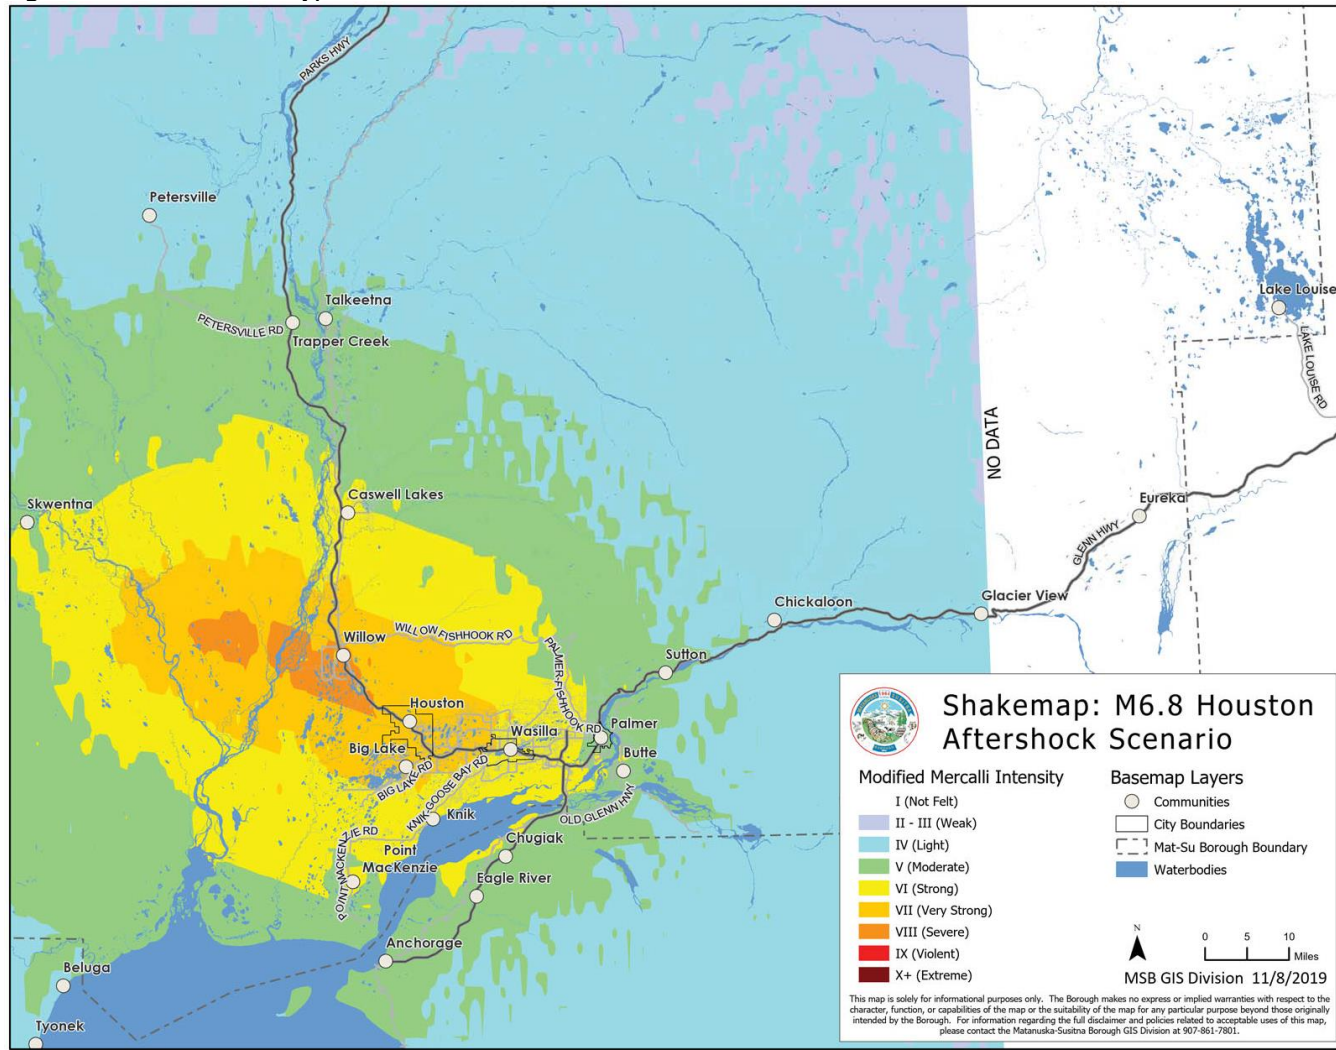 PARKS HWY
Petersville
Talkeetna
PETERSVILLE RD
Trapper Creek
Lake Louise
LAKE LOUISE RD
NO DATA
Skwentna
Caswell Lakes
Eureka
GLENN HWY
Glacier View
Chickaloon
WILLOW FISHHOOK RD
Willow
PALMER-FISHHOOK RD
Sutton
Houston
Wasilla
Palmer
Big Lake
Butte
BIG LAKE RD
KNIK-GOOSE BAY RD
Knik
OLD GLENN HWY
POINT MACKENZIE RD
Point
MacKenzie
Chugiak
Eagle River
Anchorage
Beluga
Tyonek
Shakemap: M6.8 Houston
Aftershock Scenario
Modified Mercalli Intensity
I (Not Felt)
II - III (Weak)
IV (Light)
V (Moderate)
VI (Strong)
VII (Very Strong)
VIII (Severe)
IX (Violent)
X+ (Extreme)
Basemap Layers
Communities
City Boundaries
Mat-Su Borough Boundary
Waterbodies
N
0 5 10
Miles
MSB GIS Division 11/8/2019
This map is solely for informational purposes only. The Borough makes no express or implied warranties with respect to the
character, function, or capabilities of the map or the suitability of the map for any particular purpose beyond those originally
intended by the Borough. For information regarding the full disclaimer and policies related to acceptable uses of this map,
please contact the Matanuska-Susitna Borough GIS Division at 907-861-7801.